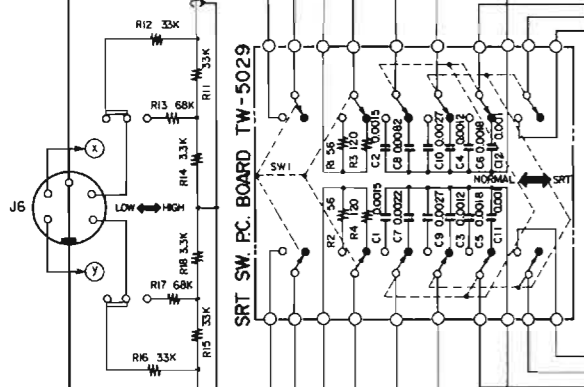 R12 33K
33K
R11
R13 68K
R14 3.3K
X
J6
LOW HIGH
y
R18 3.3K
R17 68K
33K
R15
R16 33K
SRT SW. P.C. BOARD TW-5029
SW1
R1 56
R3 120
C2 0.0015
C8 0.0082
C10 0.0027
C4 0.0012
C6 0.0018
C12 0.001
NORMAL SRT
R2 56
R4 20
C1 0.0015
C7 0.0022
C9 0.0027
C3 0.0012
C5 0.0018
C11 0.001